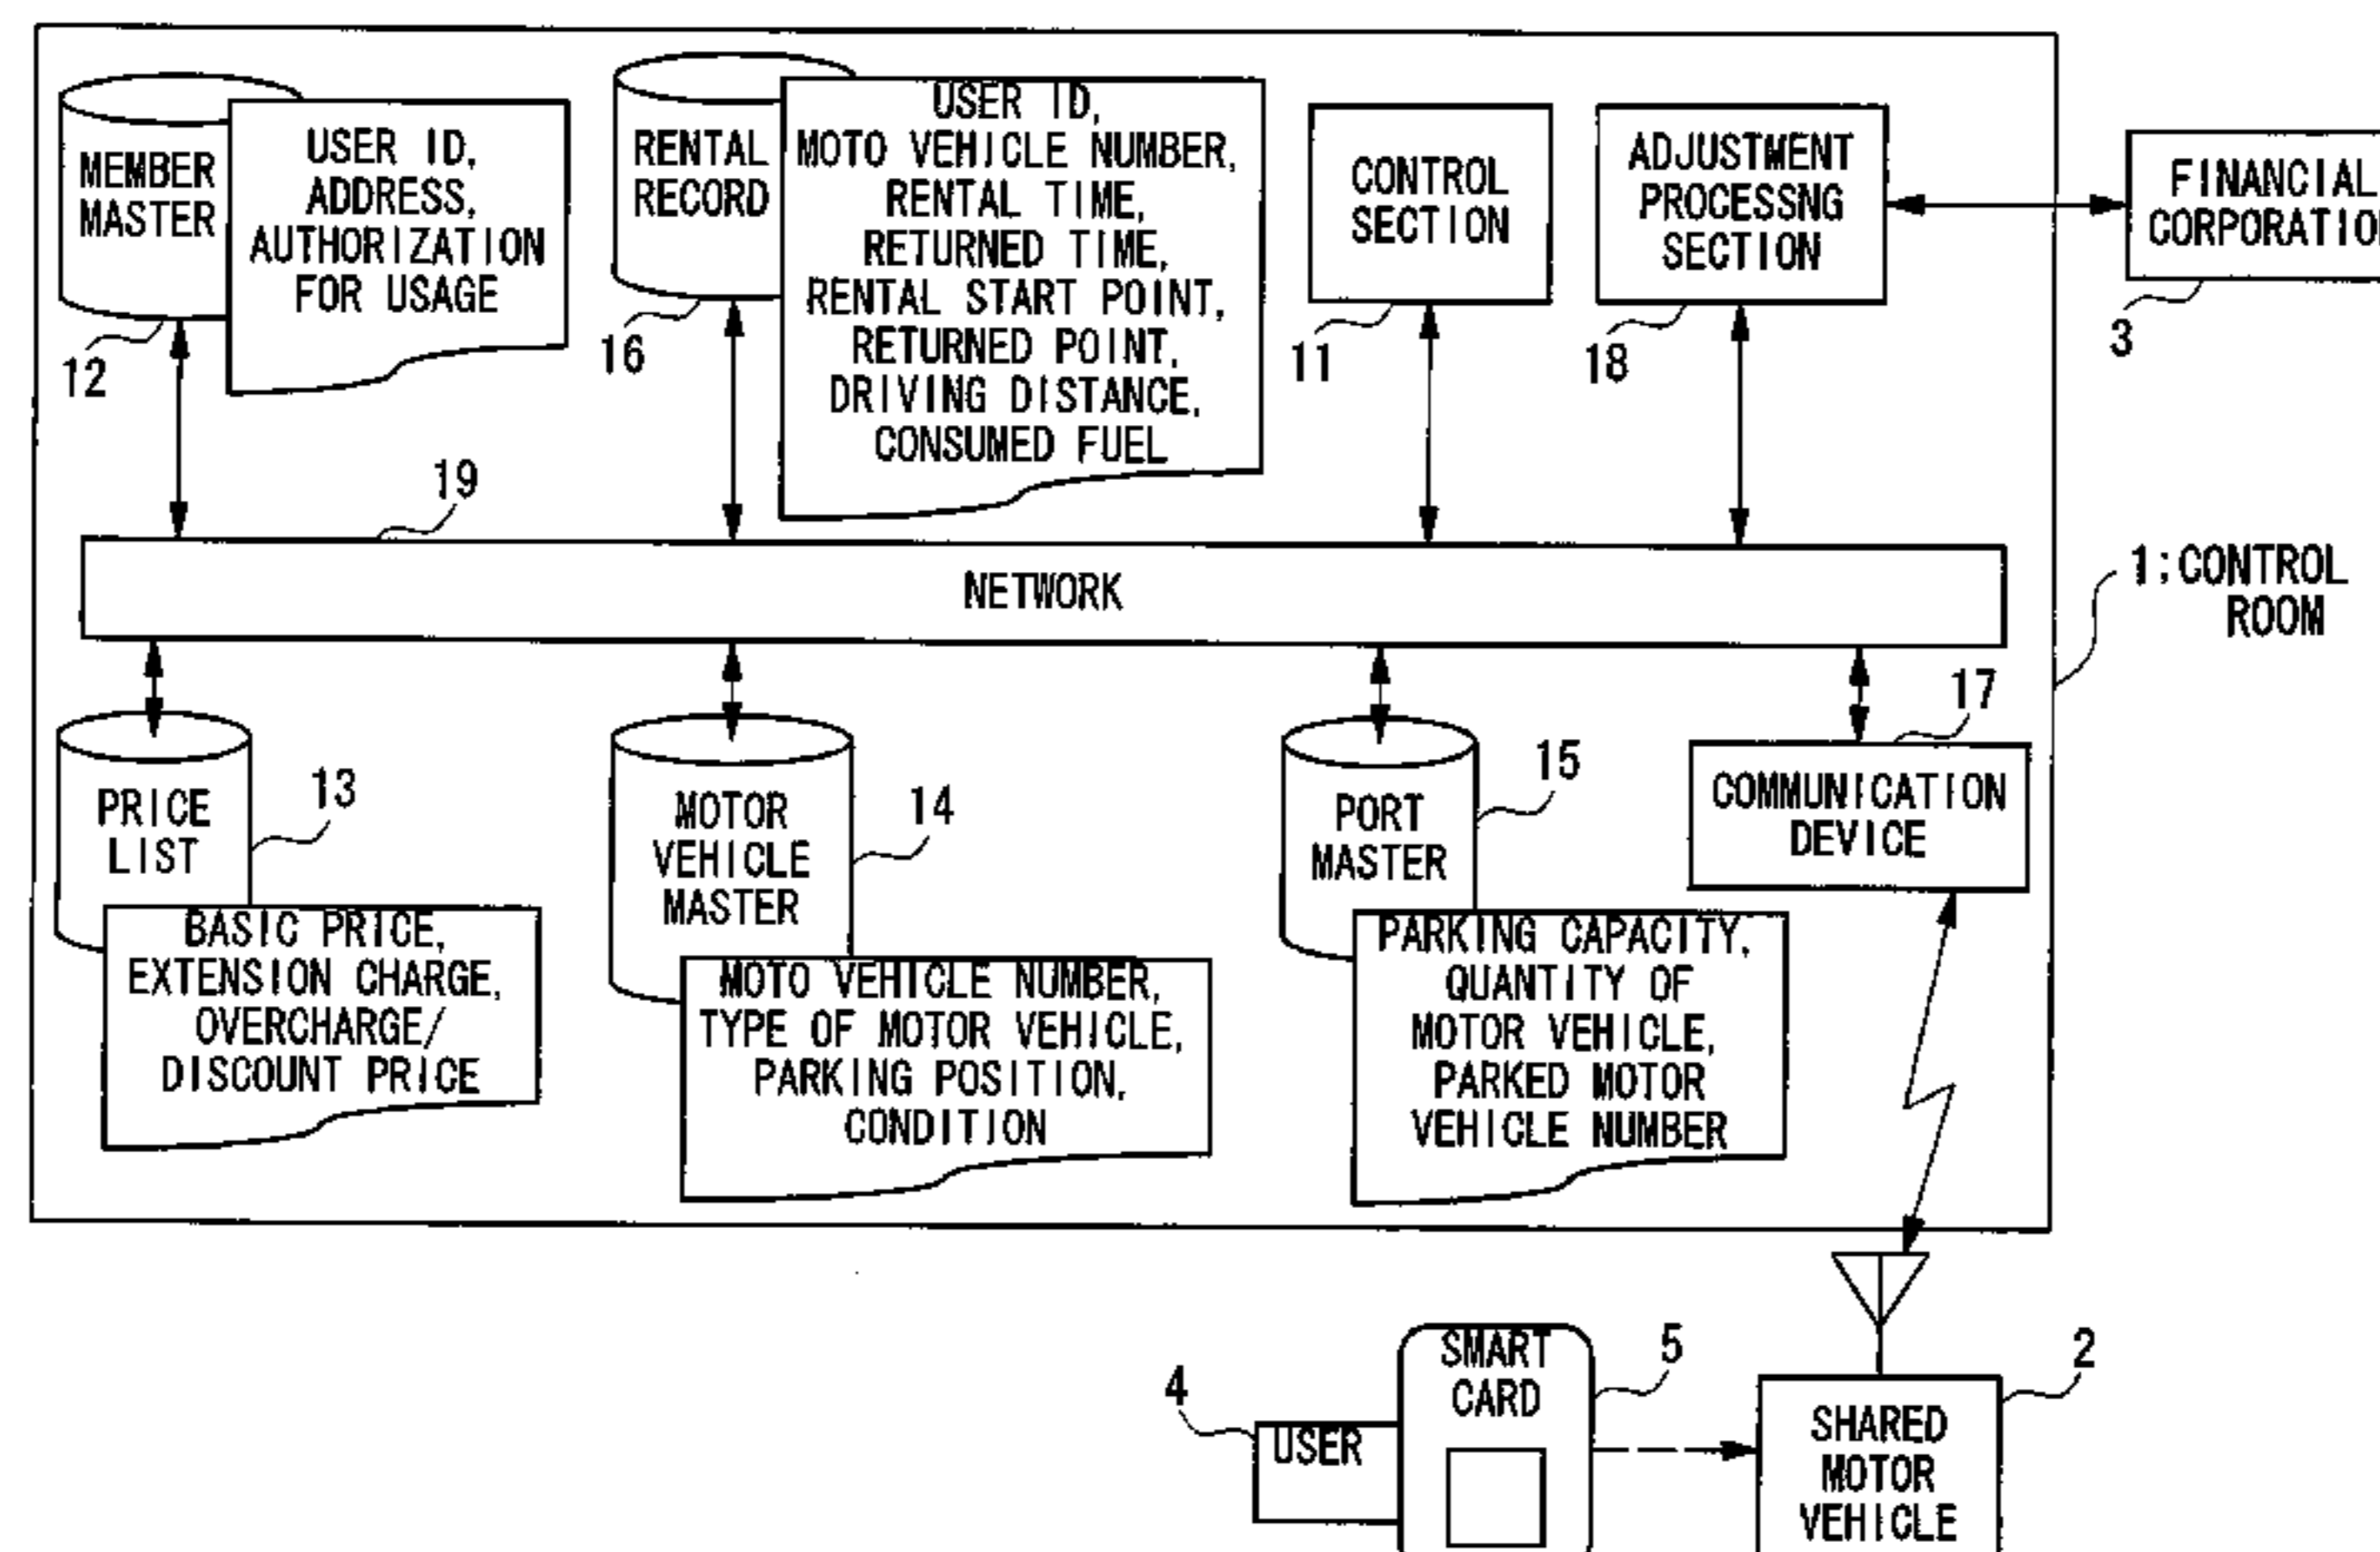 MEMBER
MASTER
12
USER ID,
ADDRESS,
AUTHORIZATION
FOR USAGE
RENTAL
RECORD
16
USER ID,
MOTO VEHICLE NUMBER,
RENTAL TIME,
RETURNED TIME,
RENTAL START POINT,
RETURNED POINT,
DRIVING DISTANCE,
CONSUMED FUEL
CONTROL
SECTION
11
ADJUSTMENT
PROCESSNG
SECTION
18
FINANCIAL
CORPORATION
3
19
NETWORK
1;CONTROL
ROOM
PRICE
LIST
13
BASIC PRICE,
EXTENSION CHARGE,
OVERCHARGE/
DISCOUNT PRICE
MOTOR
VEHICLE
MASTER
14
MOTO VEHICLE NUMBER,
TYPE OF MOTOR VEHICLE,
PARKING POSITION,
CONDITION
PORT
MASTER
15
PARKING CAPACITY,
QUANTITY OF
MOTOR VEHICLE,
PARKED MOTOR
VEHICLE NUMBER
17
COMMUNICATION
DEVICE
4
USER
SMART
CARD
5
2
SHARED
MOTOR
VEHICLE